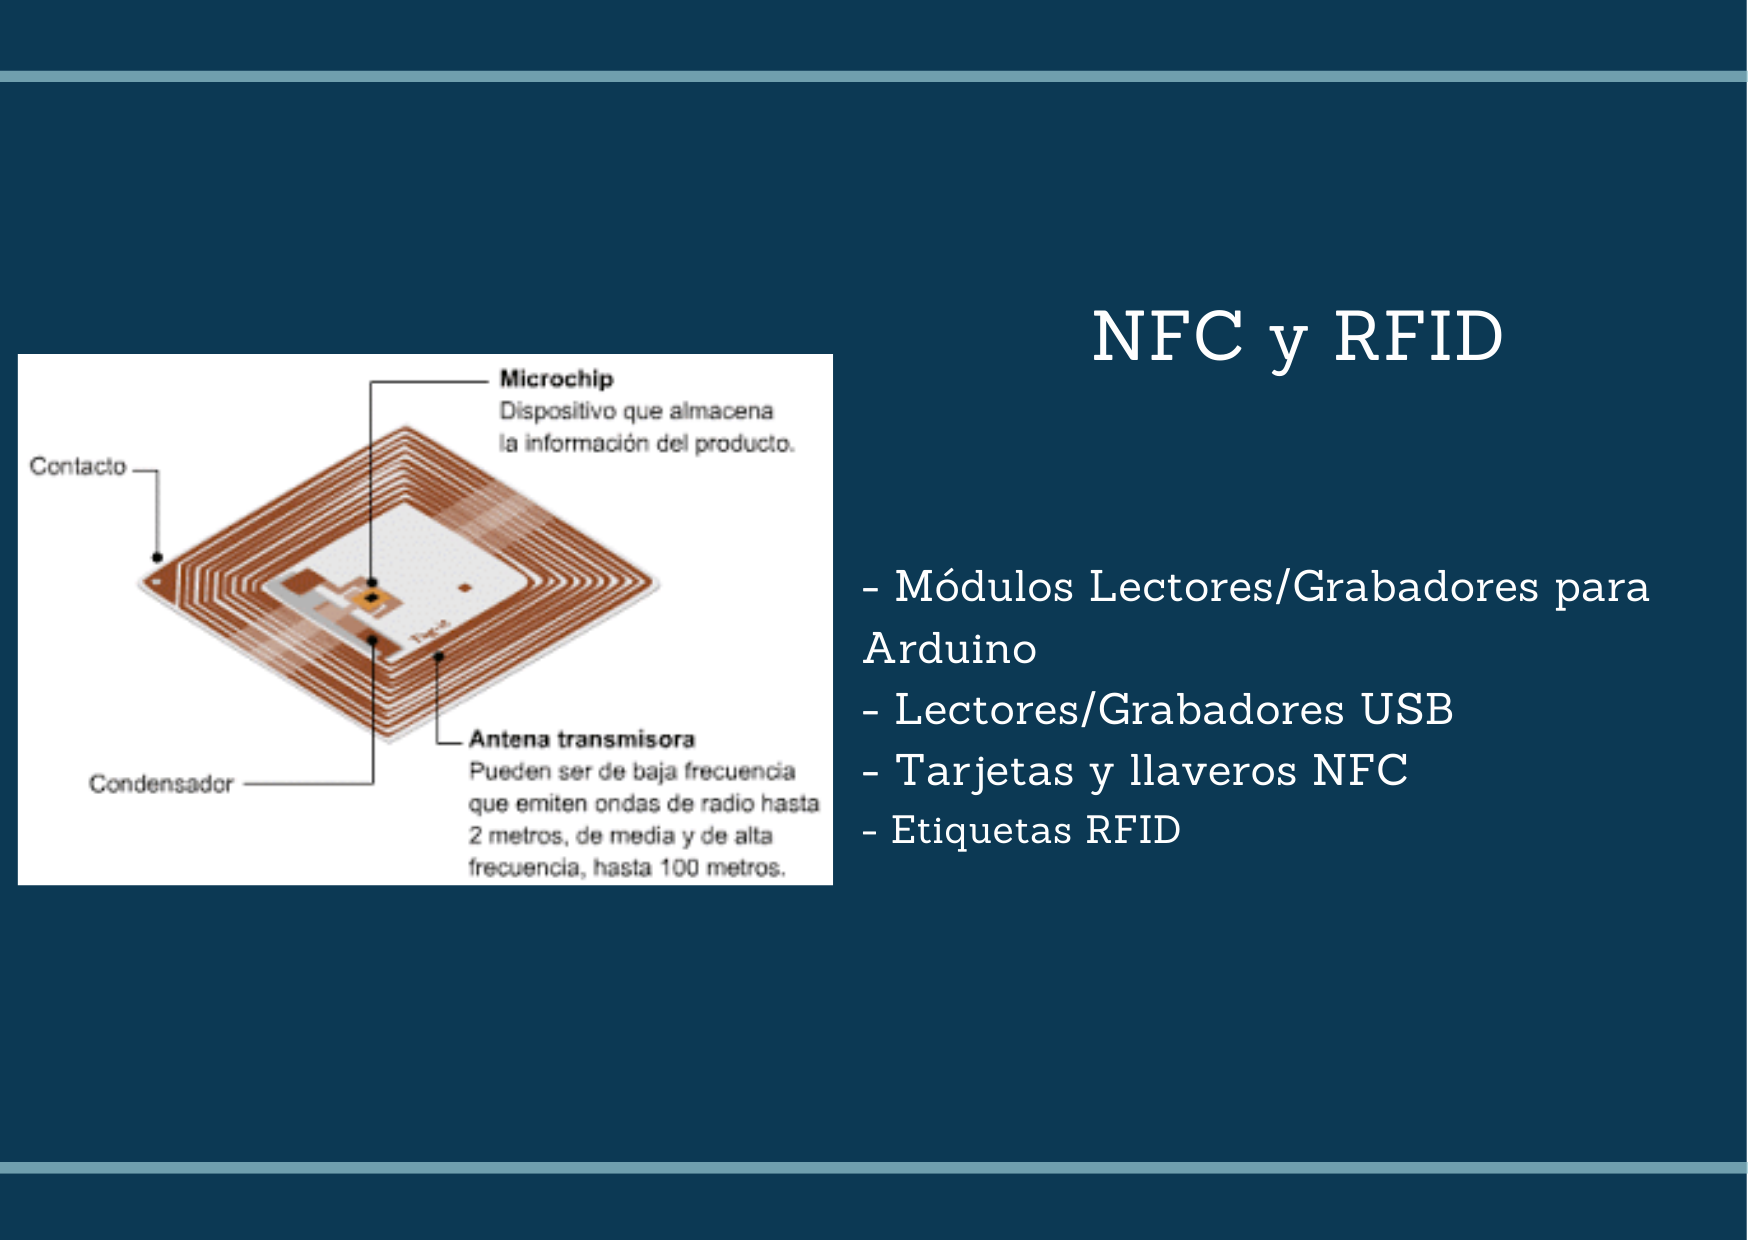 NFC y RFID
Microchip
Dispositivo que almacena
la información del producto.
Contacto
Antena transmisora
Pueden ser de baja frecuencia
que emiten ondas de radio hasta
2 metros, de media y de alta
frecuencia, hasta 100 metros.
Condensador
- Módulos Lectores/Grabadores para
Arduino
- Lectores/Grabadores USB
- Tarjetas y llaveros NFC
- Etiquetas RFID